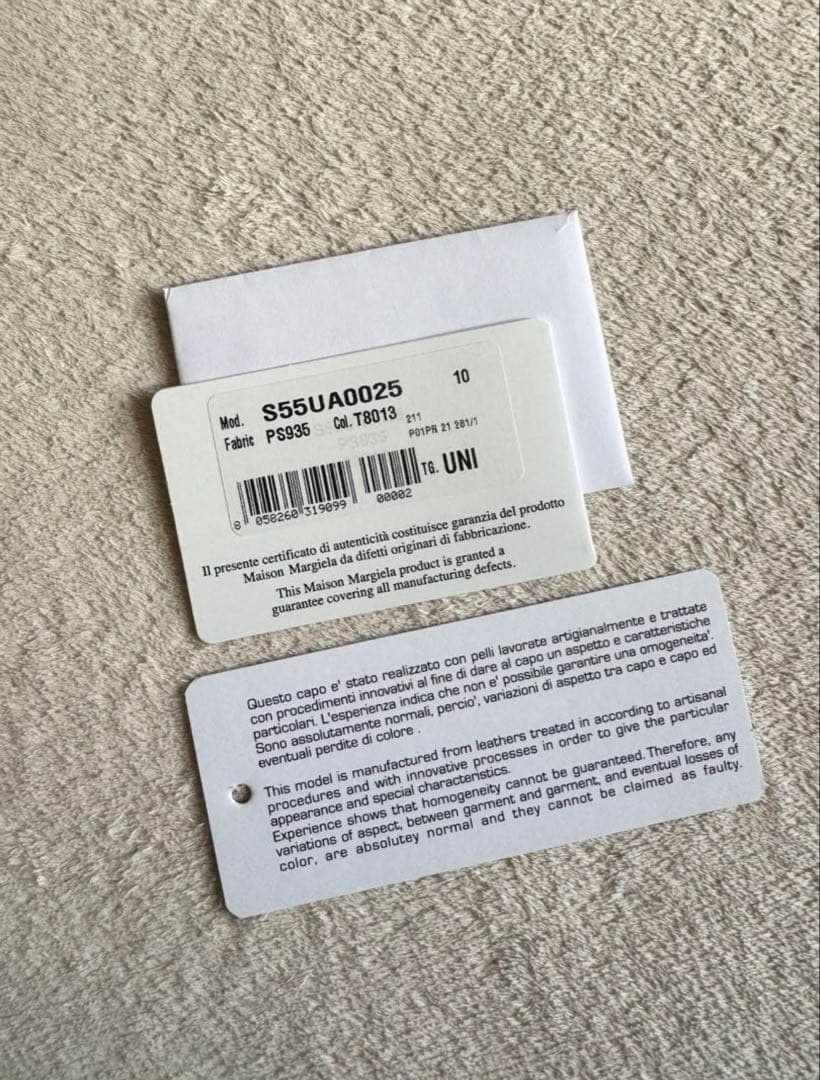 Mod. S55UA0025 10
Fabric PS935 Col. T8013 211
P01PR 21 281/1
TG. UNI
8 058260 319099 00002
Il presente certificato di autenticità costituisce garanzia del prodotto
Maison Margiela da difetti originari di fabbricazione.
This Maison Margiela product is granted a
guarantee covering all manufacturing defects.
Questo capo e' stato realizzato con pelli lavorate artigianalmente e trattate
con procedimenti innovativi al fine di dare al capo un aspetto e caratteristiche
particolari. L'esperienza indica che non e' possibile garantire una omogeneita'.
Sono assolutamente normali, percio', variazioni di aspetto tra capo e capo ed
eventuali perdite di colore .
This model is manufactured from leathers treated in according to artisanal
procedures and with innovative processes in order to give the particular
appearance and special characteristics.
Experience shows that homogeneity cannot be guaranteed. Therefore, any
variations of aspect, between garment and garment, and eventual losses of
color, are absolutey normal and they cannot be claimed as faulty.